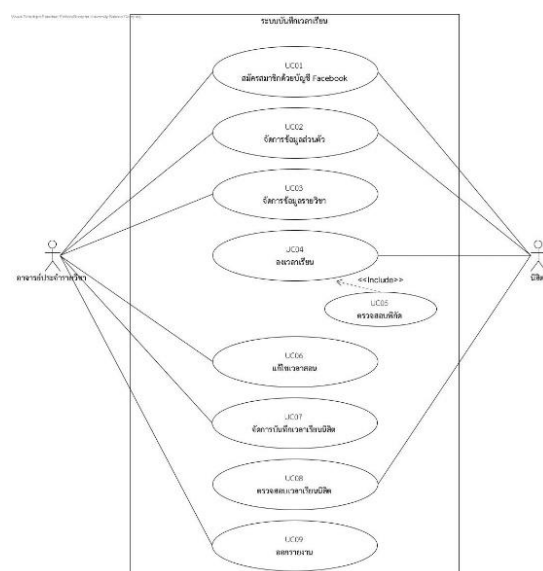 ระบบบันทึกเวลาเรียน
UC01
สมัครสมาชิกด้วยบัญชี Facebook
UC02
จัดการข้อมูลส่วนตัว
UC03
จัดการข้อมูลรายวิชา
UC04
ลงเวลาเรียน
อาจารย์ประจำรายวิชา
นิสิต
<<Include>>
UC05
ตรวจสอบพิกัด
UC06
แก้ไขเวลาสอน
UC07
จัดการบันทึกเวลาเรียนนิสิต
UC08
ตรวจสอบเวลาเรียนนิสิต
UC09
ออกรายงาน